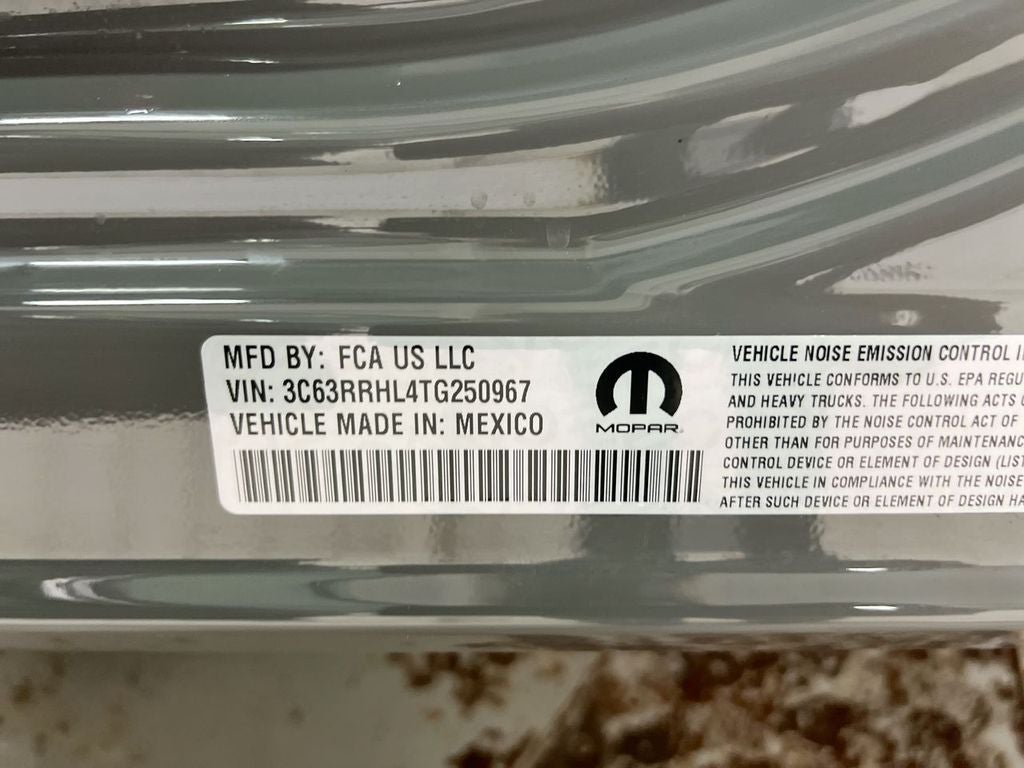 MFD BY: FCA US LLC
VIN: 3C63RRHL4TG250967
VEHICLE MADE IN: MEXICO
MOPAR
VEHICLE NOISE EMISSION CONTROL
THIS VEHICLE CONFORMS TO U.S. EPA REGU
AND HEAVY TRUCKS. THE FOLLOWING ACTS
PROHIBITED BY THE NOISE CONTROL ACT OF
OTHER THAN FOR PURPOSES OF MAINTENANC
CONTROL DEVICE OR ELEMENT OF DESIGN (LIST
THIS VEHICLE IN COMPLIANCE WITH THE NOISE
AFTER SUCH DEVICE OR ELEMENT OF DESIGN HA